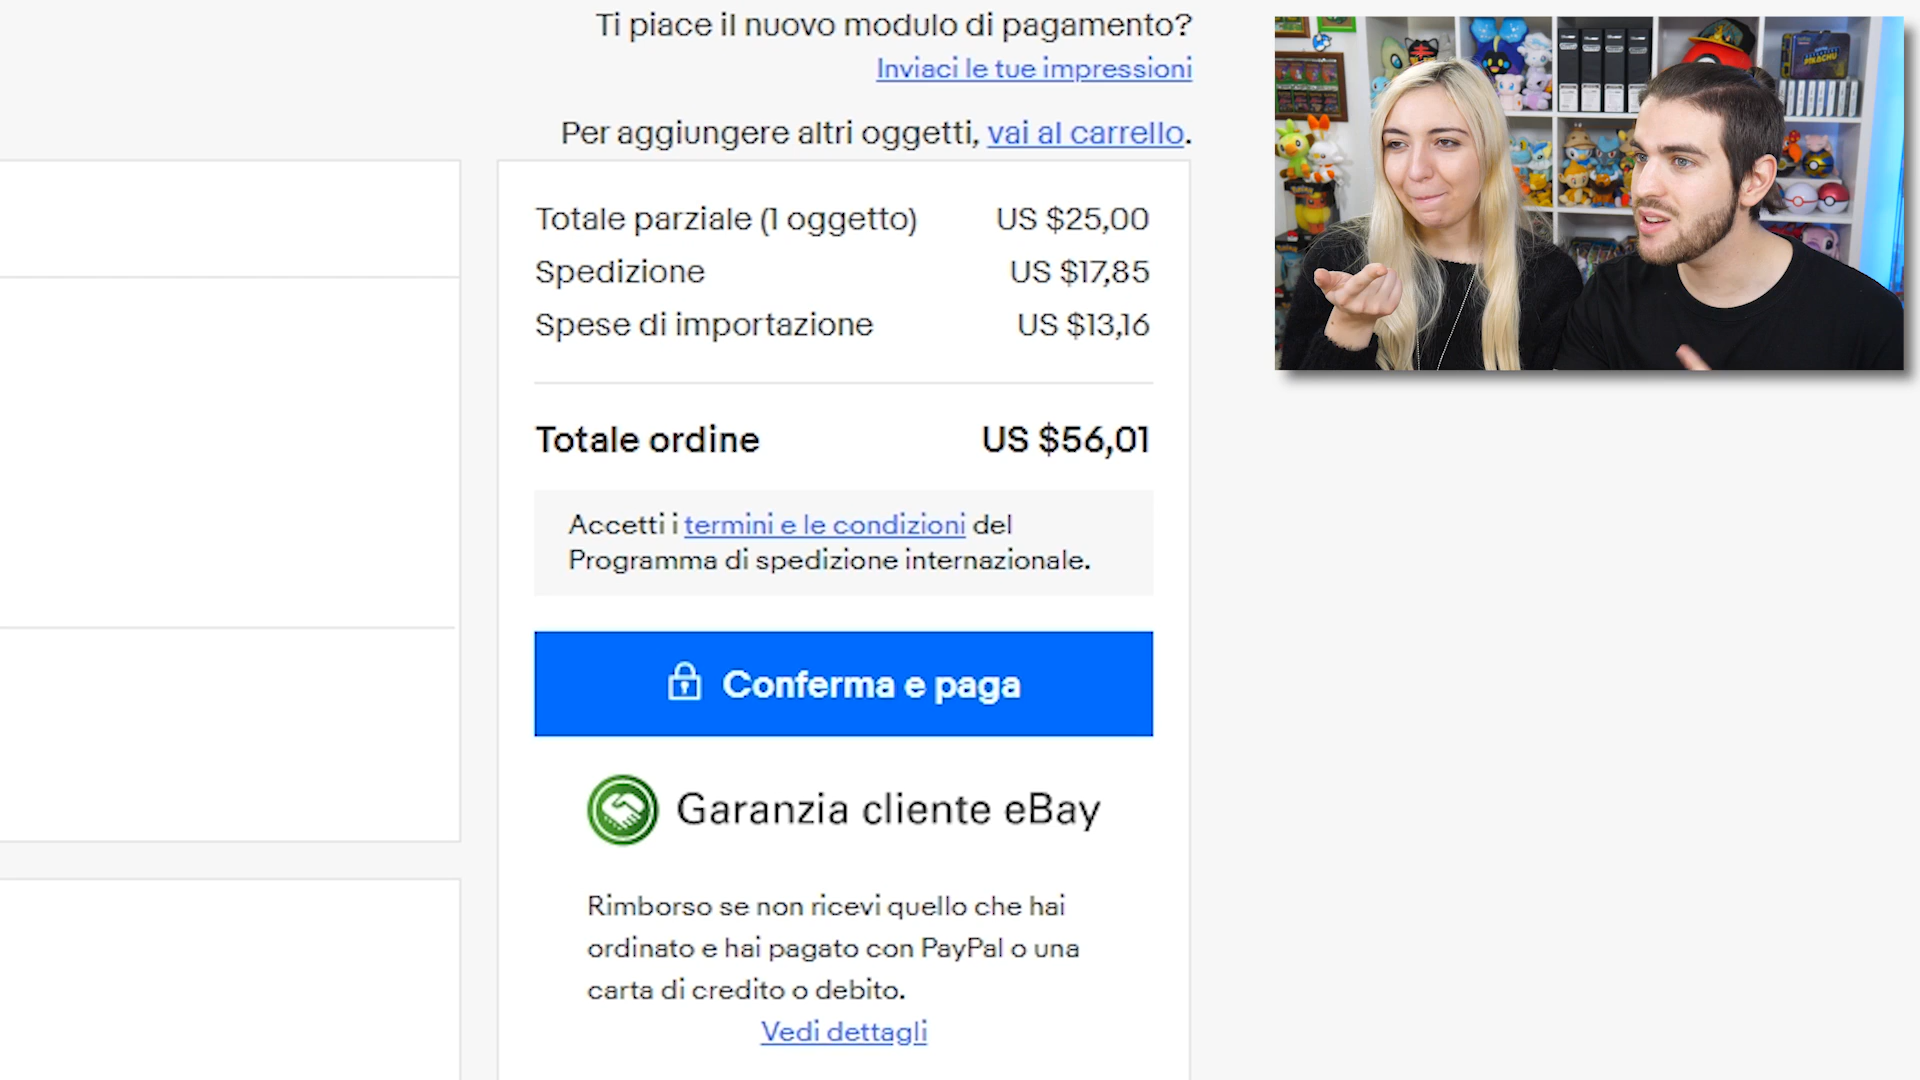 Ti piace il nuovo modulo di pagamento?
Inviaci le tue impressioni
Per aggiungere altri oggetti, vai al carrello.
Totale parziale (1 oggetto) US $25,00
Spedizione US $17,85
Spese di importazione US $13,16
Totale ordine US $56,01
Accetti i termini e le condizioni del
Programma di spedizione internazionale.
Conferma e paga
Garanzia cliente eBay
Rimborso se non ricevi quello che hai
ordinato e hai pagato con PayPal o una
carta di credito o debito.
Vedi dettagli